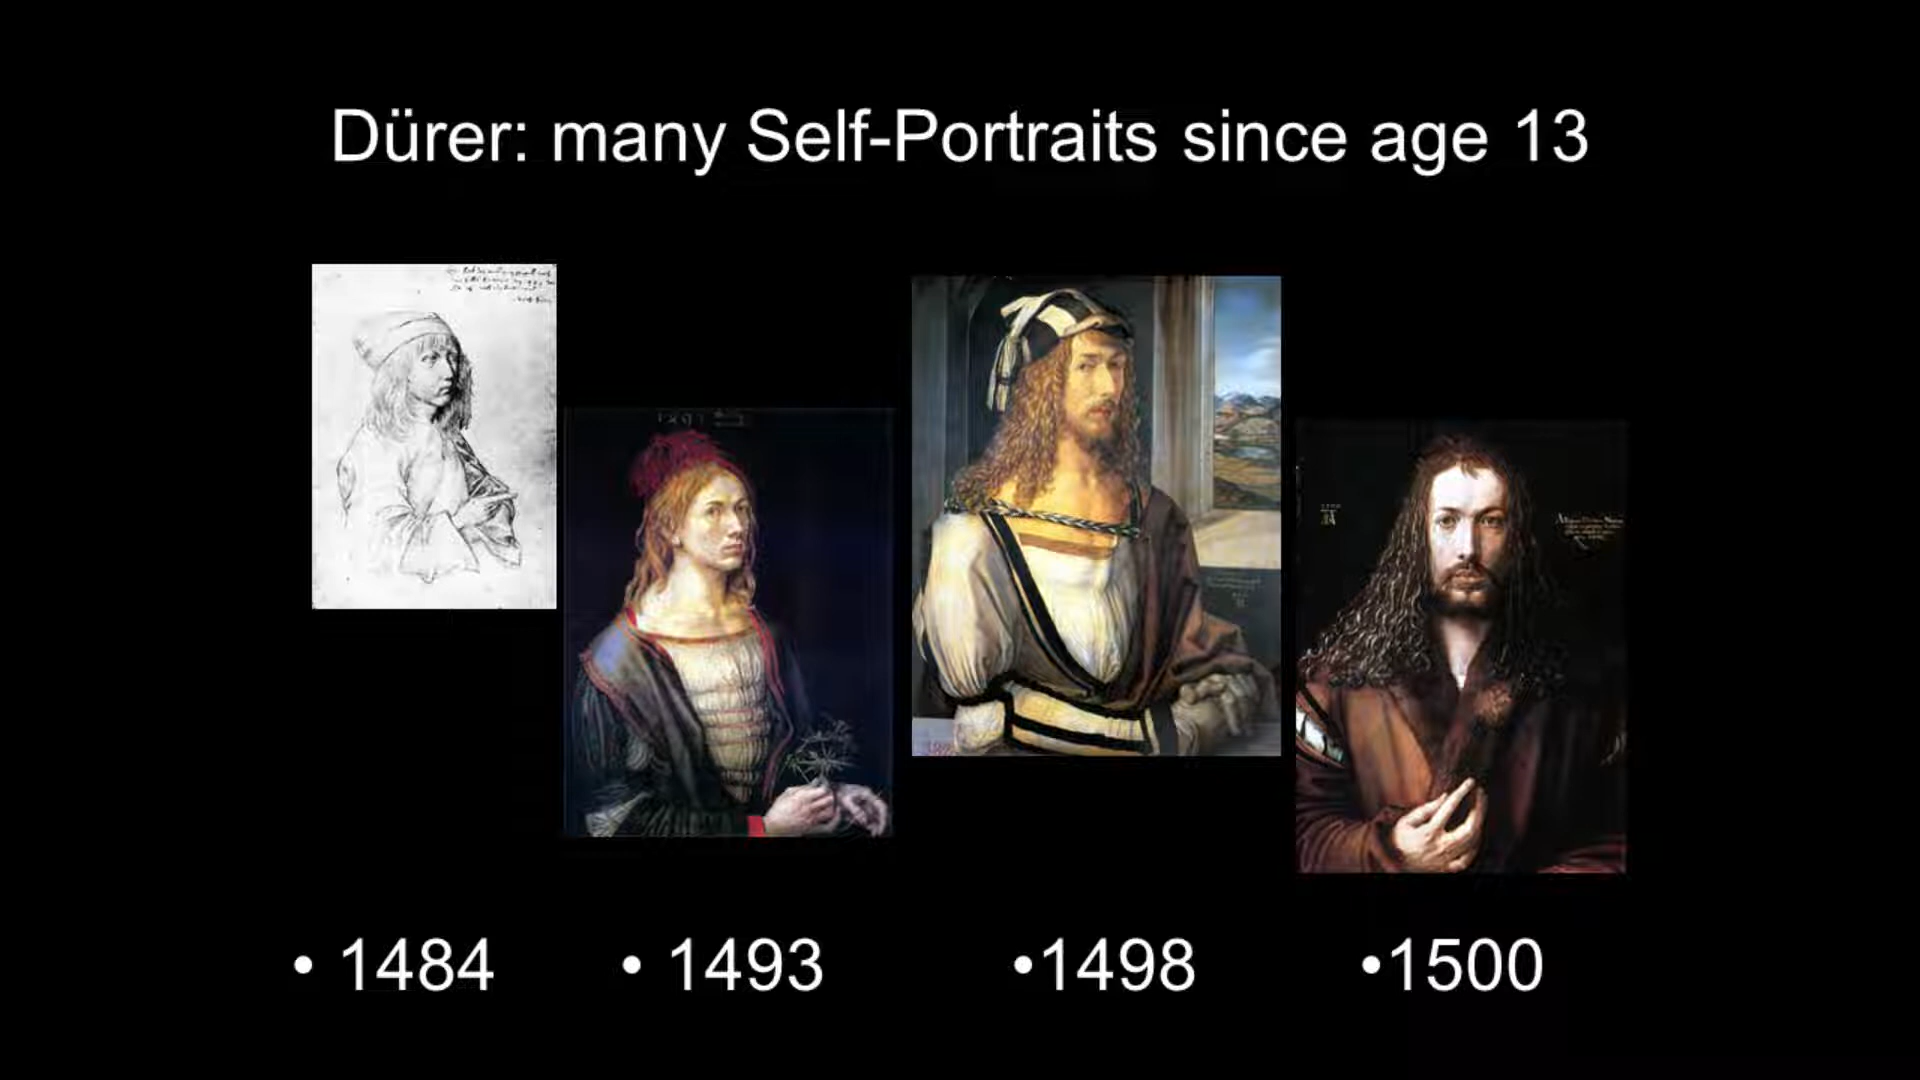 Dürer: many Self-Portraits since age 13
• 1484
• 1493
•1498
•1500